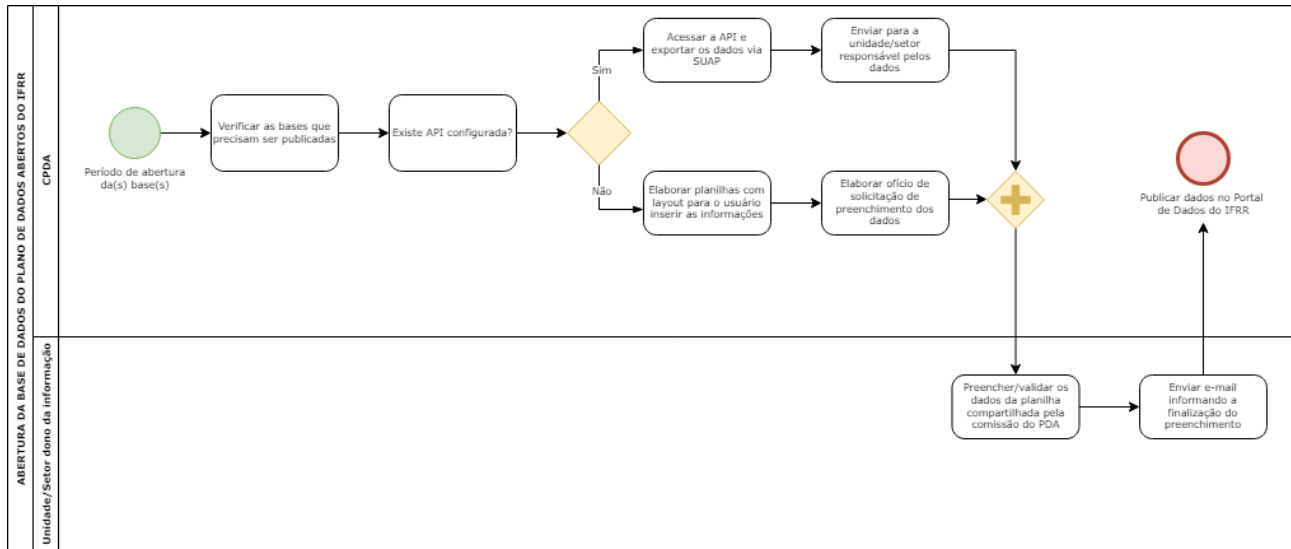 ABERTURA DA BASE DE DADOS DO PLANO DE DADOS ABERTOS DO IFRR
CPDA
Período de abertura
da(s) base(s)
Verificar as bases que
precisam ser publicadas
Existe API configurada?
Sim
Não
Acessar a API e
exportar os dados via
SUAP
Enviar para a
unidade/setor
responsável pelos
dados
Elaborar planilhas com
layout para o usuário
inserir as informações
Elaborar ofício de
solicitação de
preenchimento dos
dados
Publicar dados no Portal
de Dados do IFRR
Unidade/Setor dono da informação
Preencher/validar os
dados da planilha
compartilhada pela
comissão do PDA
Enviar e-mail
informando a
finalização do
preenchimento